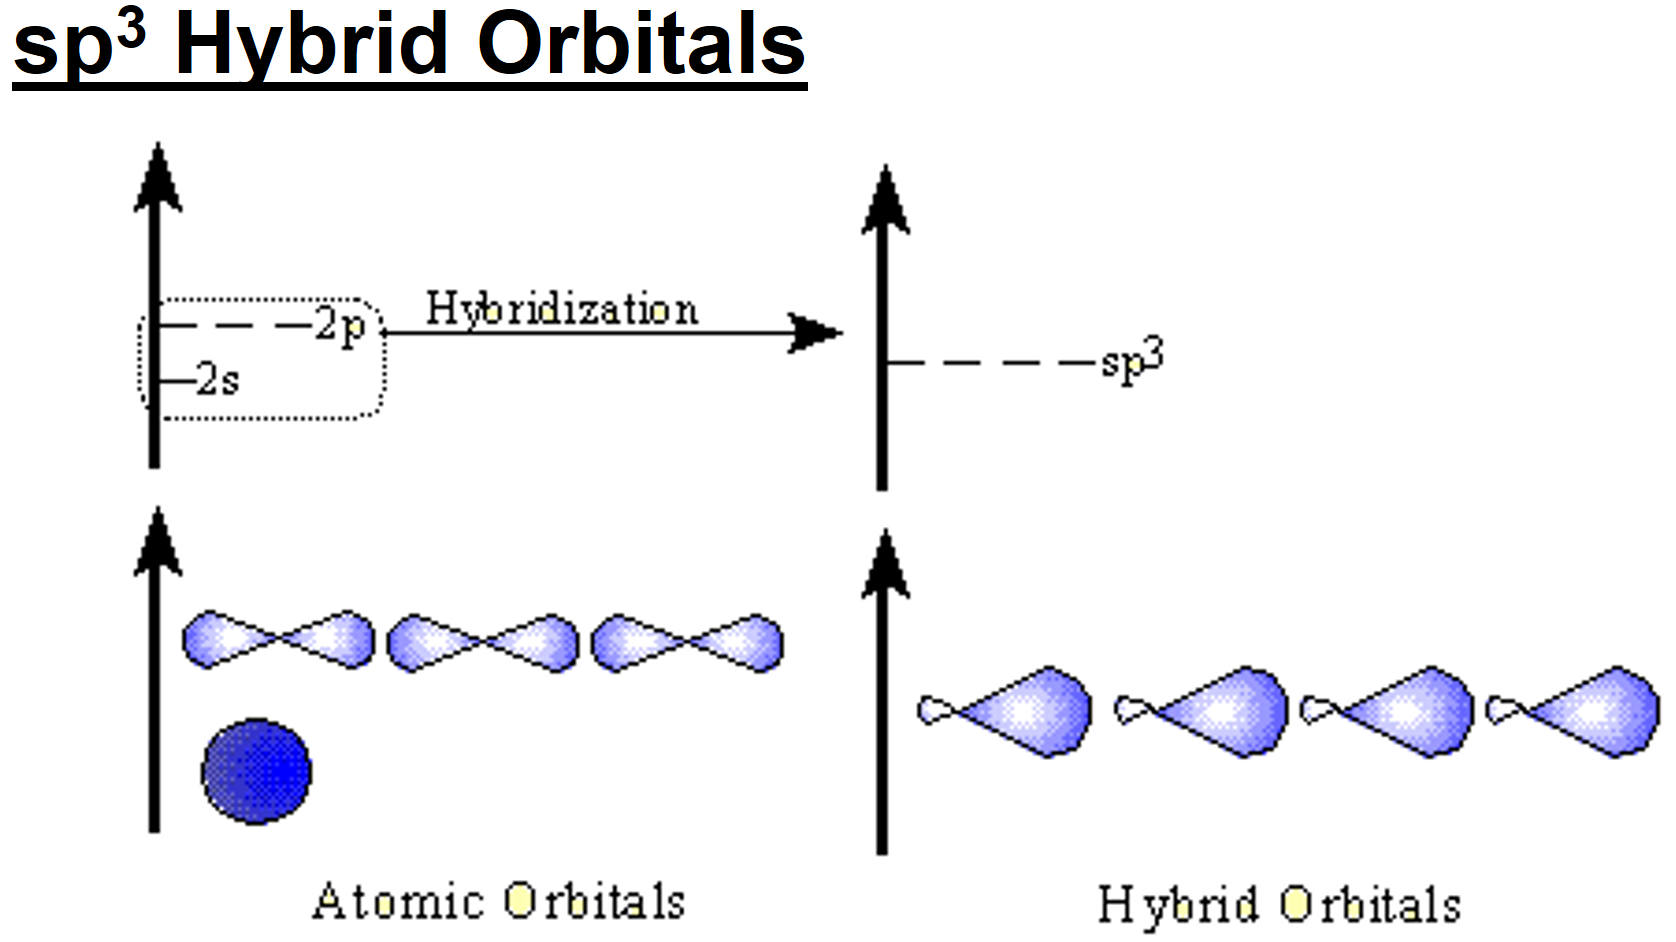 sp³ Hybrid Orbitals
2p
Hybridization
2s
sp³
Atomic Orbitals
Hybrid Orbitals